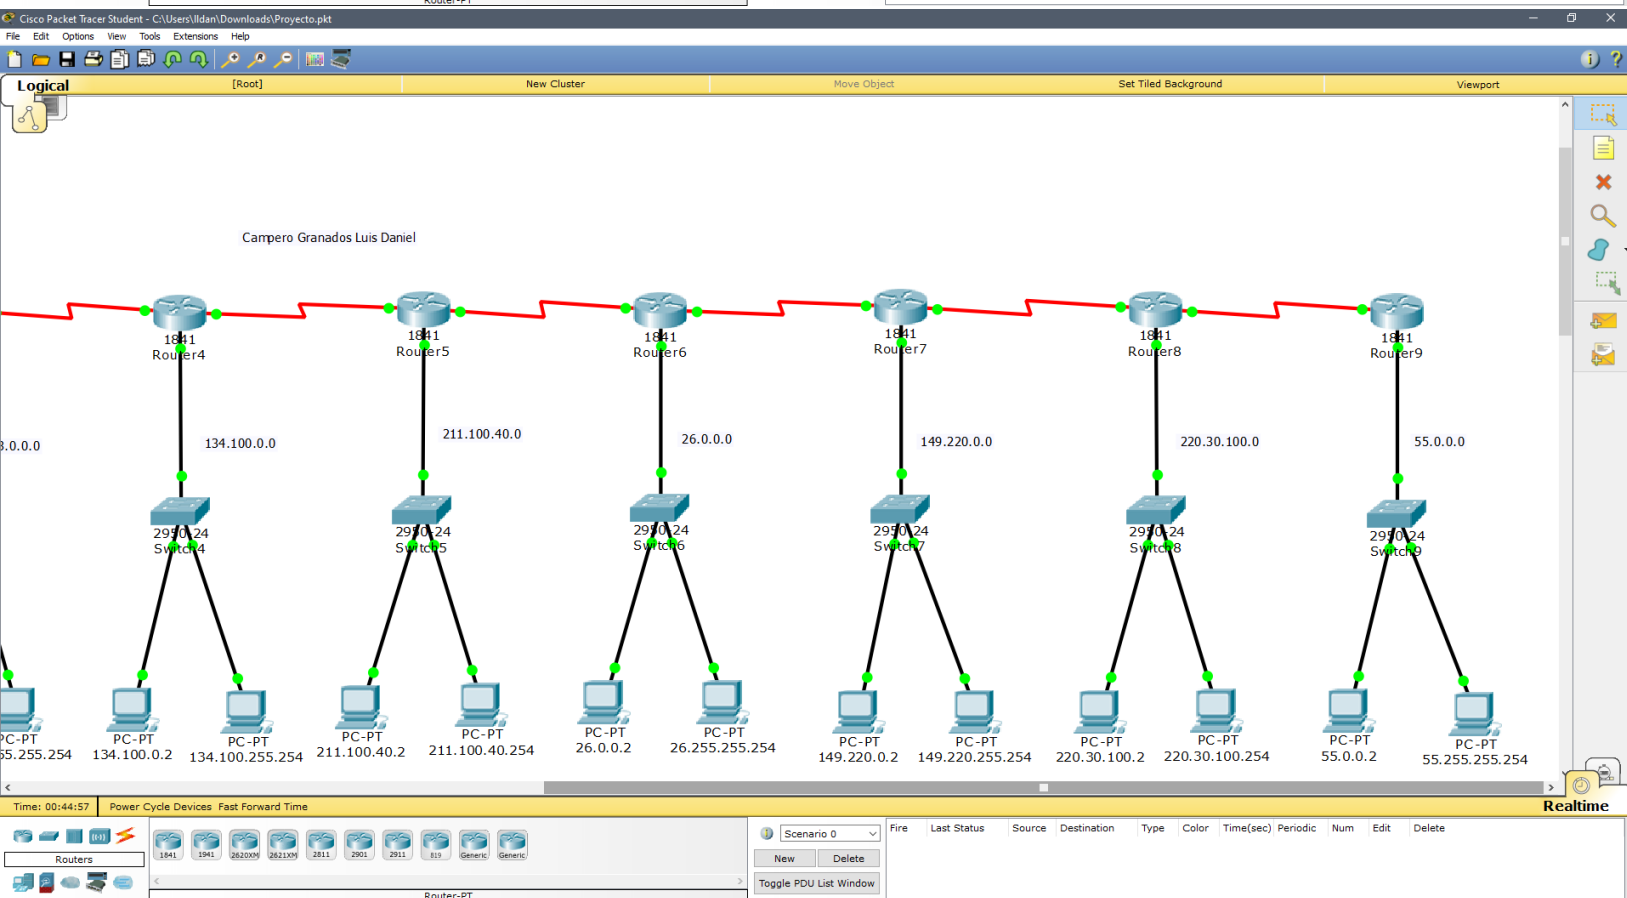 Router-PT
Cisco Packet Tracer Student - C:\Users\lldan\Downloads\Proyecto.pkt
File Edit Options View Tools Extensions Help
Logical [Root] New Cluster Move Object Set Tiled Background Viewport
Campero Granados Luis Daniel
1841 1841 1841 1841 1841 1841
Router4 Router5 Router6 Router7 Router8 Router9
.0.0.0 134.100.0.0 211.100.40.0 26.0.0.0 149.220.0.0 220.30.100.0 55.0.0.0
2950-24 2950-24 2950-24 2950-24 2950-24 2950-24
Switch4 Switch5 Switch6 Switch7 Switch8 Switch9
PC-PT PC-PT PC-PT PC-PT PC-PT PC-PT PC-PT PC-PT PC-PT PC-PT PC-PT PC-PT PC-PT
55.255.254 134.100.0.2 134.100.255.254 211.100.40.2 211.100.40.254 26.0.0.2 26.255.255.254 149.220.0.2 149.220.255.254 220.30.100.2 220.30.100.254 55.0.0.2 55.255.255.254
Time: 00:44:57 Power Cycle Devices Fast Forward Time Realtime
Routers
1841 1941 2620XM 2621XM 2811 2901 2911 819 Generic Generic
Router-PT
Scenario 0
New Delete
Toggle PDU List Window
Fire Last Status Source Destination Type Color Time(sec) Periodic Num Edit Delete